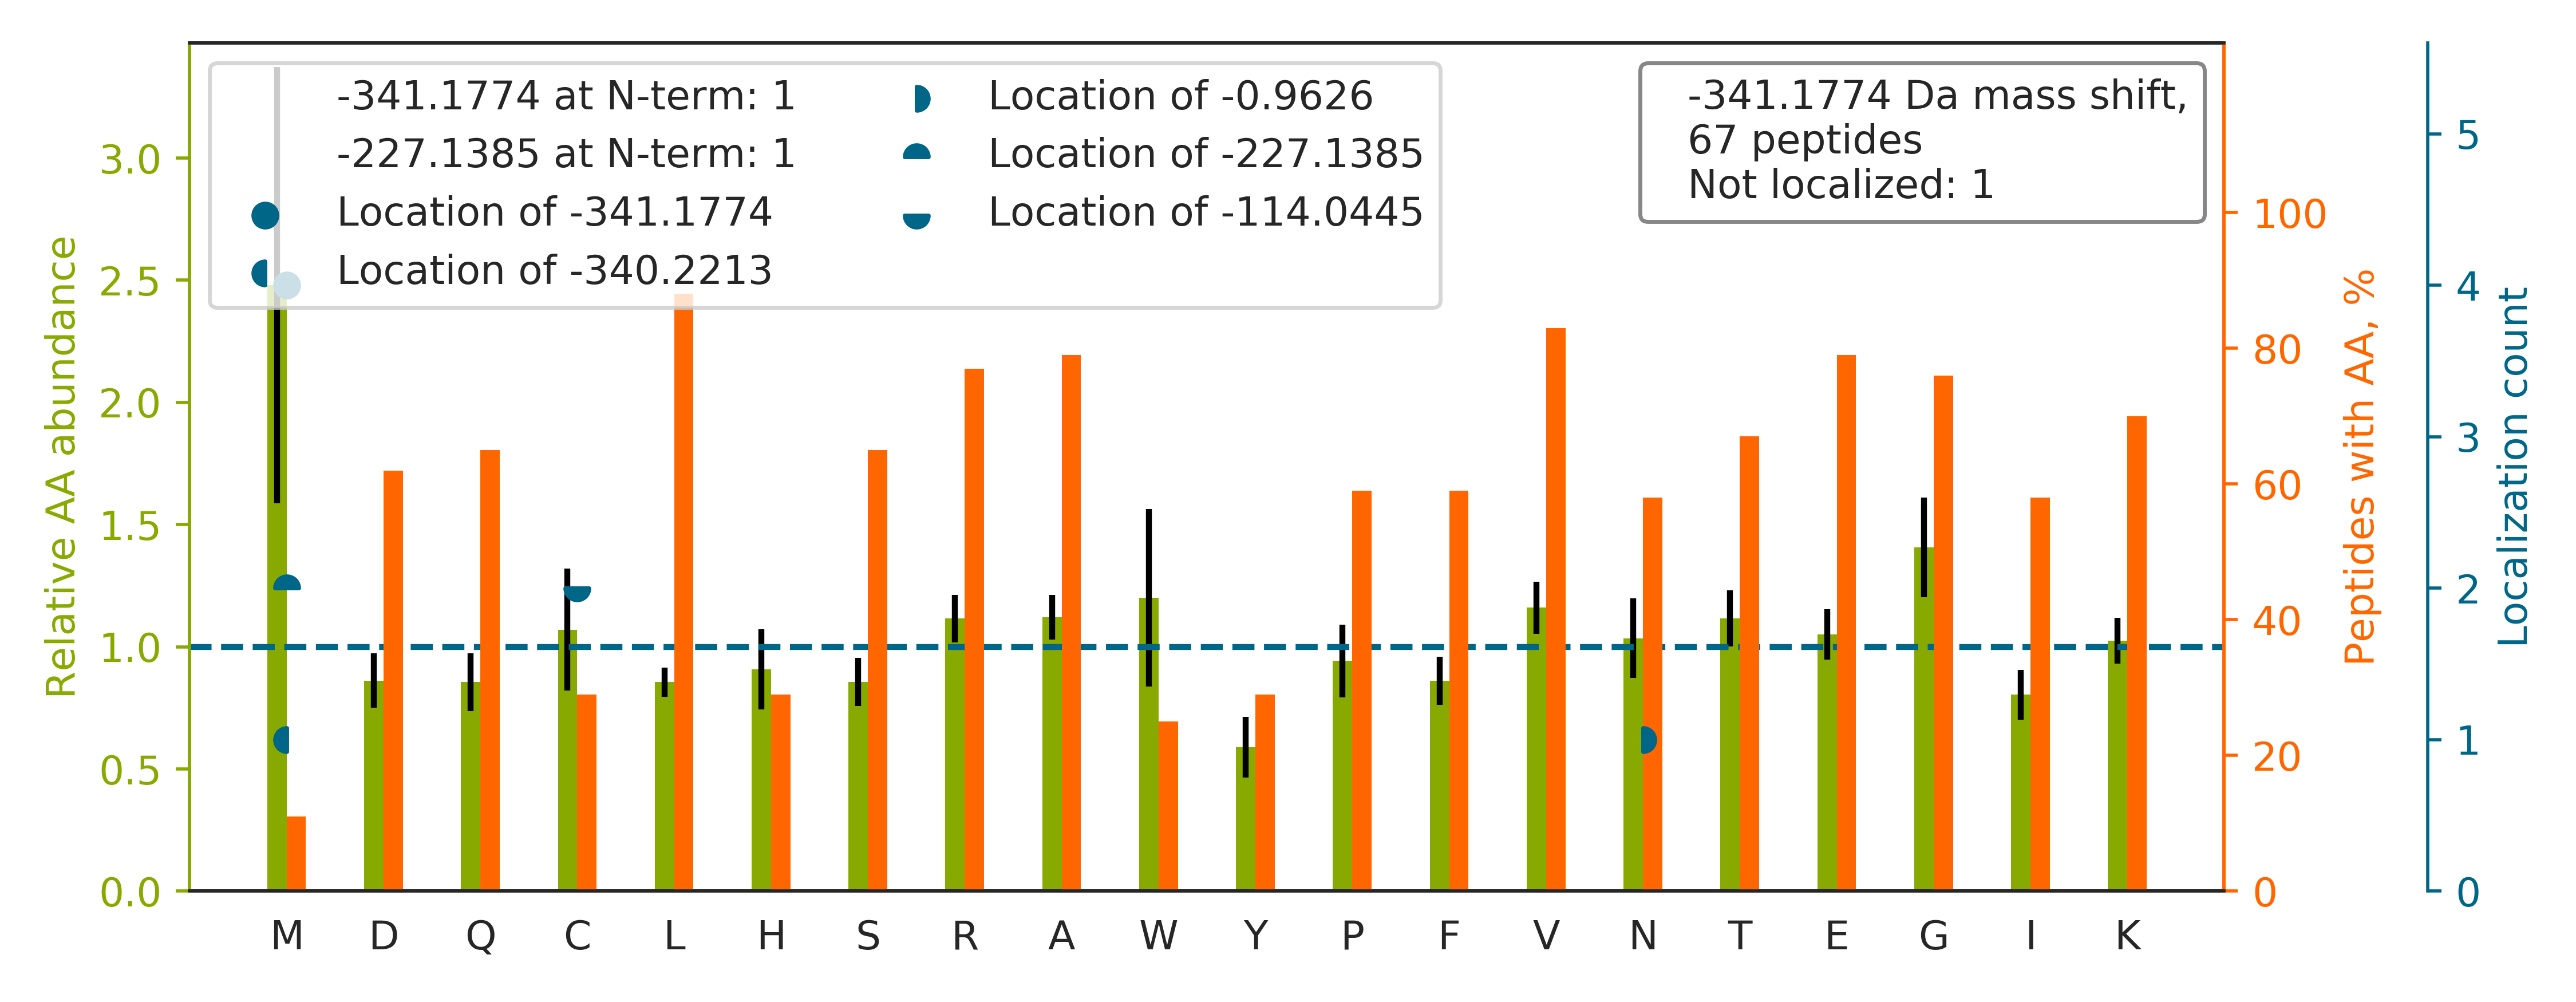 -341.1774 at N-term: 1
-227.1385 at N-term: 1
Location of -341.1774
Location of -340.2213
Location of -0.9626
Location of -227.1385
Location of -114.0445
-341.1774 Da mass shift,
67 peptides
Not localized: 1
Relative AA abundance
3.0
2.5
2.0
1.5
1.0
0.5
0.0
100
80
60
40
20
0
Peptides with AA, %
5
4
3
2
1
0
Localization count
M D Q C L H S R A W Y P F V N T E G I K